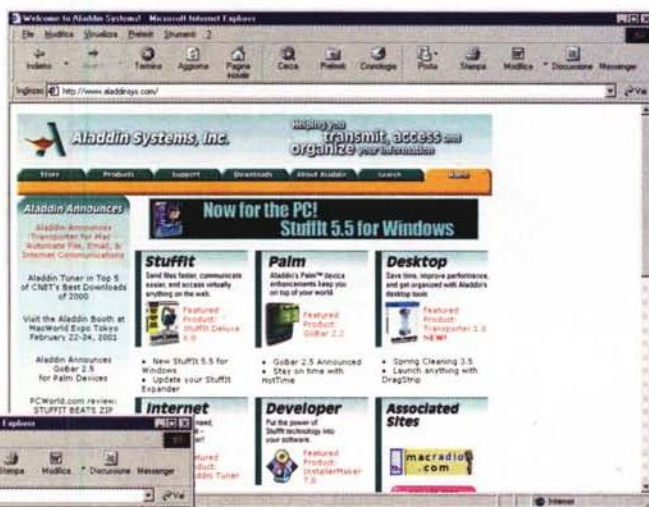 Welcome to Aladdin Systems! - Microsoft Internet Explorer
File Modifica Visualizza Preferiti Strumenti ?
Indietro Termina Aggiorna Pagina iniziale Cerca Preferiti Cronologia Posta Stampa Modifica Discussione Messenger
Indirizzo http://www.aladdinsys.com/ Vai
Aladdin Systems, Inc.
Helping you
transmit, access and
organize your information
Store Products Support Downloads About Aladdin Search Home
Aladdin Announces
Aladdin Announces
Transporter for Mac -
Automate File, Email, &
Internet Communications
Aladdin Tuner in Top 5
of CNET's Best Downloads
of 2000
Visit the Aladdin Booth at
MacWorld Expo Tokyo
February 22-24, 2001
Aladdin Announces
GoBar 2.5
for Palm Devices
PCWorld.com review:
STUFFIT BEATS ZIP
Now for the PC!
StuffIt 5.5 for Windows
StuffIt
Send files faster, communicate
easier, and access virtually
anything on the web.
Featured
Product:
StuffIt Deluxe
6.0
• New StuffIt 5.5 for
Windows
• Update your StuffIt
Expander
Palm
Aladdin's Palm™ device
enhancements keep you
on top of your world.
Featured
Product:
GoBar 2.2
• GoBar 2.5 Announced
• Stay on time with
HotTime
Desktop
Save time, improve performance,
and get organized with Aladdin's
desktop tools.
Featured
Product:
Transporter 1.0
NEW!
• Spring Cleaning 3.5
• Launch anything with
DragStrip
Internet
need,
Featured
Product:
Aladdin Tuner
Developer
Put the power of
StuffIt technology into
your software.
Featured
Product:
InstallerMaker
7.0
Associated
Sites
macradio
.com
Explorer
Stampa Modifica Discussione Messenger
Vai
Internet